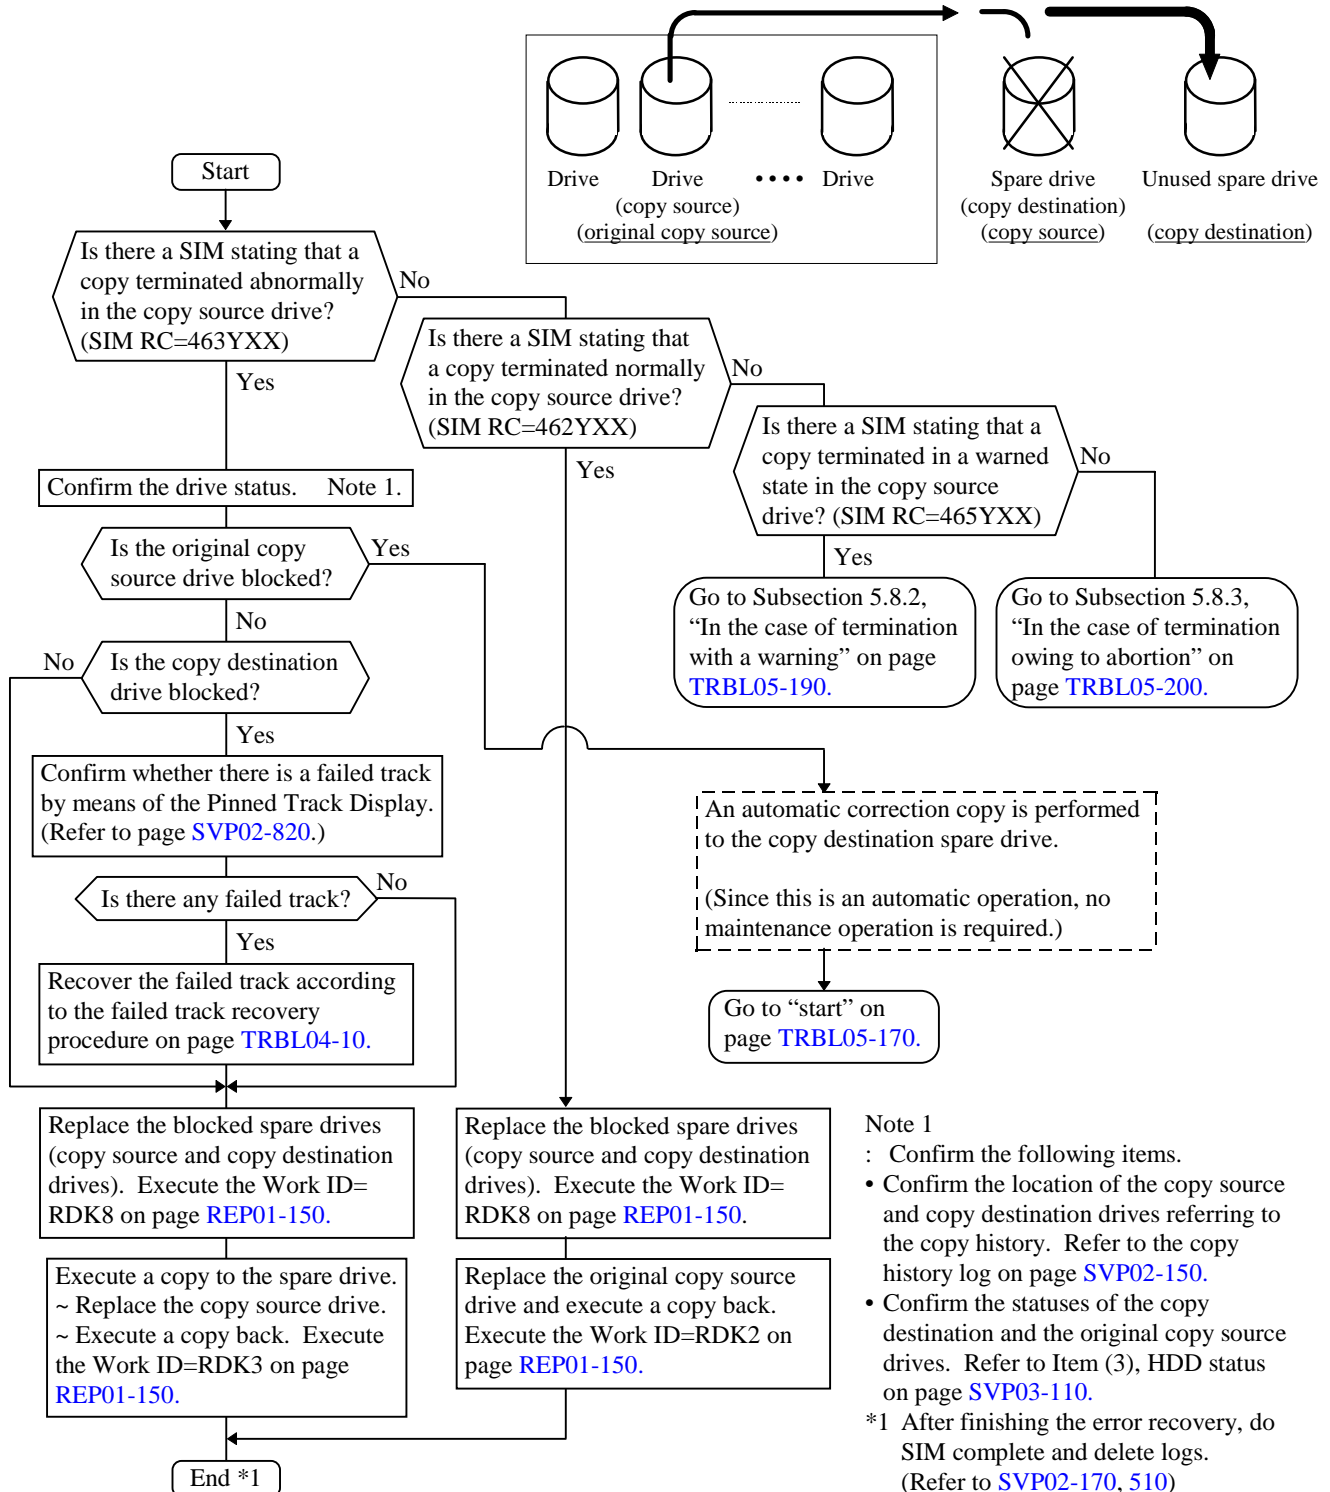 Drive
Drive
(copy source)
(original copy source)
• • • •
Drive
Spare drive
(copy destination)
(copy source)
Unused spare drive
(copy destination)
Start
Is there a SIM stating that a
copy terminated abnormally
in the copy source drive?
(SIM RC=463YXX)
No
Yes
Is there a SIM stating that
a copy terminated normally
in the copy source drive?
(SIM RC=462YXX)
No
Yes
Is there a SIM stating that a
copy terminated in a warned
state in the copy source
drive? (SIM RC=465YXX)
No
Yes
Confirm the drive status. Note 1.
Is the original copy
source drive blocked?
Yes
No
Go to Subsection 5.8.2,
“In the case of termination
with a warning” on page
TRBL05-190.
Go to Subsection 5.8.3,
“In the case of termination
owing to abortion” on
page TRBL05-200.
No
Is the copy destination
drive blocked?
Yes
Confirm whether there is a failed track
by means of the Pinned Track Display.
(Refer to page SVP02-820.)
An automatic correction copy is performed
to the copy destination spare drive.
(Since this is an automatic operation, no
maintenance operation is required.)
Is there any failed track?
No
Yes
Recover the failed track according
to the failed track recovery
procedure on page TRBL04-10.
Go to “start” on
page TRBL05-170.
Replace the blocked spare drives
(copy source and copy destination
drives). Execute the Work ID=
RDK8 on page REP01-150.
Replace the blocked spare drives
(copy source and copy destination
drives). Execute the Work ID=
RDK8 on page REP01-150.
Execute a copy to the spare drive.
~ Replace the copy source drive.
~ Execute a copy back. Execute
the Work ID=RDK3 on page
REP01-150.
Replace the original copy source
drive and execute a copy back.
Execute the Work ID=RDK2 on
page REP01-150.
End *1
Note 1
: Confirm the following items.
• Confirm the location of the copy source
and copy destination drives referring to
the copy history. Refer to the copy
history log on page SVP02-150.
• Confirm the statuses of the copy
destination and the original copy source
drives. Refer to Item (3), HDD status
on page SVP03-110.
*1 After finishing the error recovery, do
SIM complete and delete logs.
(Refer to SVP02-170, 510)